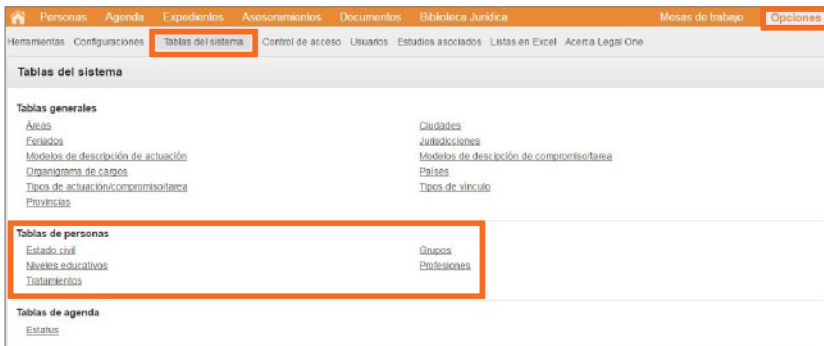 Personas Agenda Expedientes Asesoramientos Documentos Biblioteca Jurídica Mesas de trabajo Opciones
Herramientas Configuraciones Tablas del sistema Control de acceso Usuarios Estudios asociados Listas en Excel Acerca Legal One
Tablas del sistema
Tablas generales
Áreas Ciudades
Feriados Jurisdicciones
Modelos de descripción de actuación Modelos de descipción de compromiso/tarea
Organigrama de cargos Países
Tipos de actuación/compromiso/tarea Tipos de vínculo
Provincias
Tablas de personas
Estado civil Grupos
Niveles educativos Profesiones
Tratamientos
Tablas de agenda
Estatus